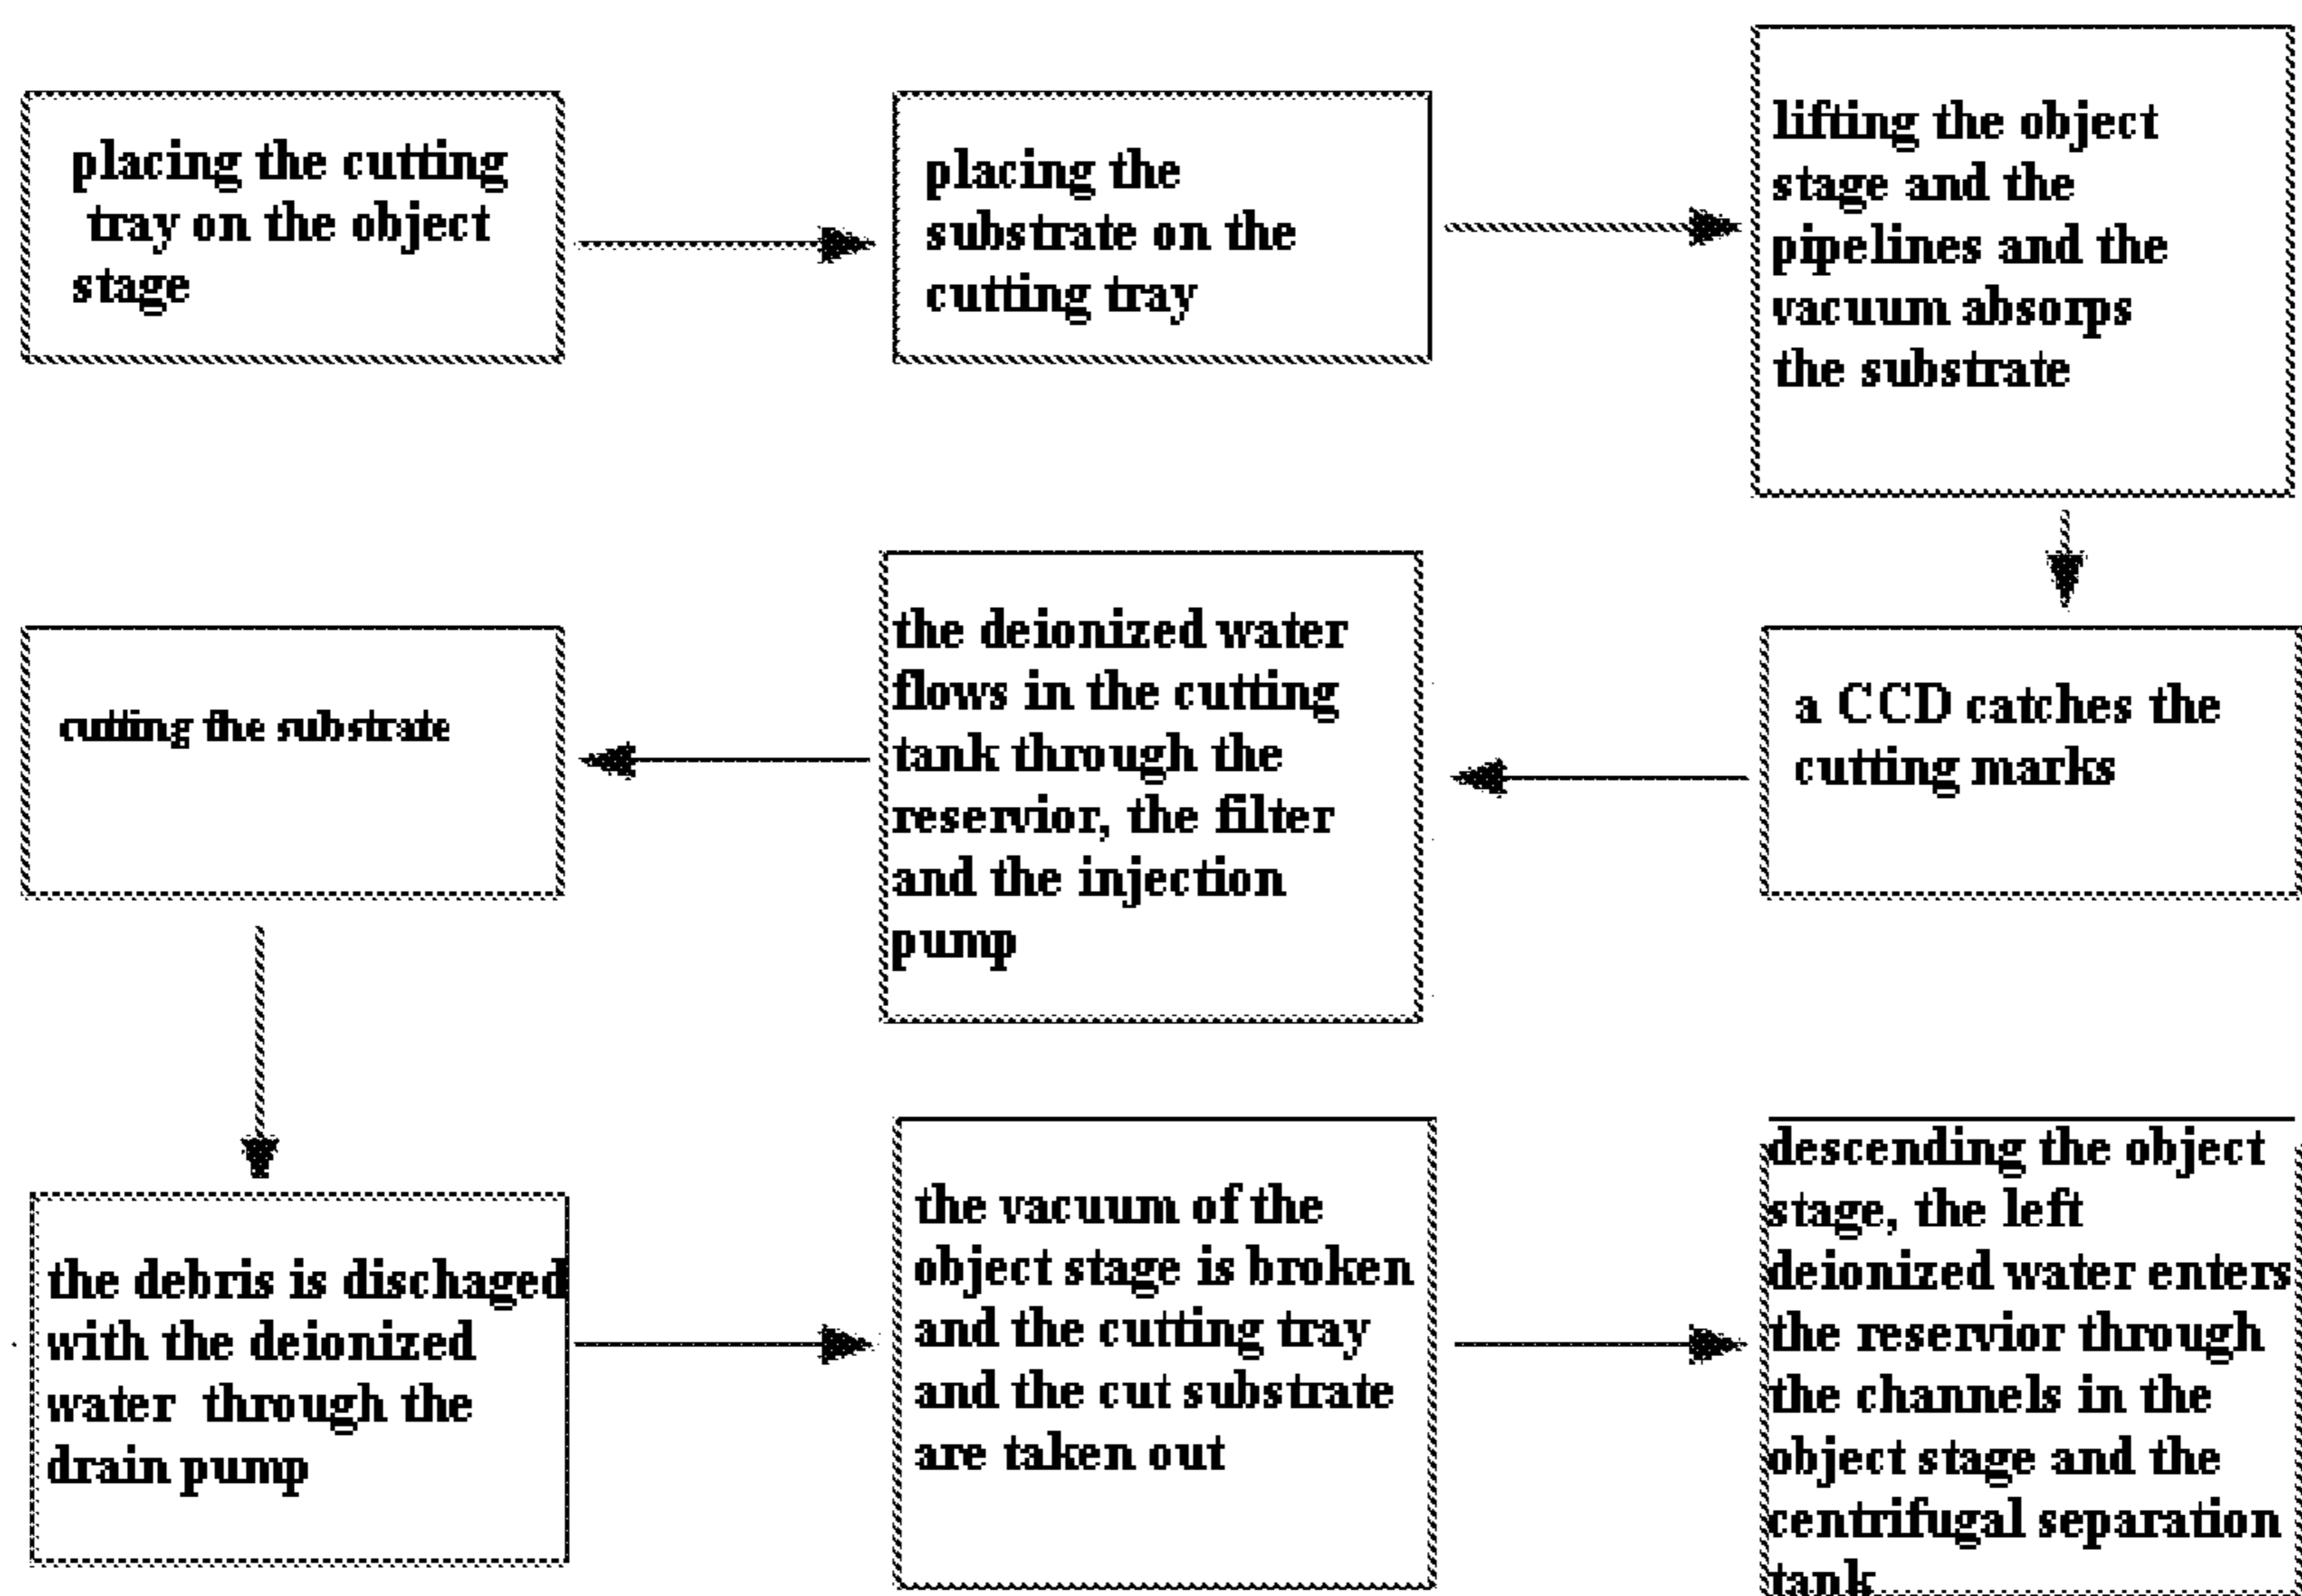 placing the cutting
tray on the object
stage
placing the
substrate on the
cutting tray
lifting the object
stage and the
pipelines and the
vacuum absorps
the substrate
a CCD catches the
cutting marks
the deionized water
flows in the cutting
tank through the
reservior, the filter
and the injection
pump
cutting the substrate
the debris is dischaged
with the deionized
water through the
drain pump
the vacuum of the
object stage is broken
and the cutting tray
and the cut substrate
are taken out
descending the object
stage, the left
deionized water enters
the reservior through
the channels in the
object stage and the
centrifugal separation
tank